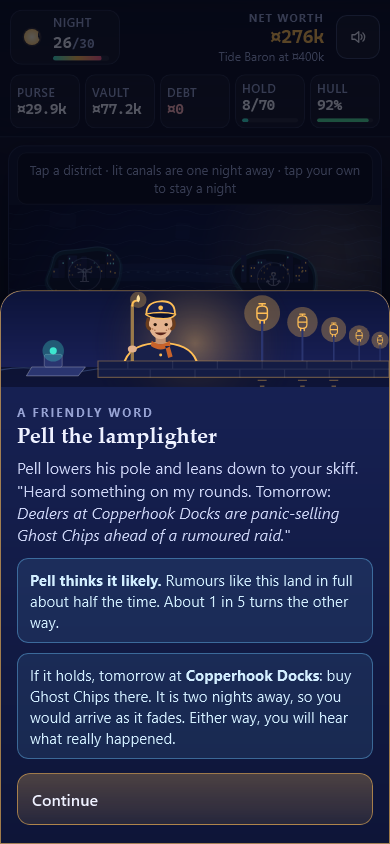 NIGHT
26/30
NET WORTH
¤276k
Tide Baron at ¤400k
PURSE
¤29.9k
VAULT
¤77.2k
DEBT
¤0
HOLD
8/70
HULL
92%
Tap a district · lit canals are one night away · tap your own
to stay a night
A FRIENDLY WORD
Pell the lamplighter
Pell lowers his pole and leans down to your skiff.
"Heard something on my rounds. Tomorrow:
Dealers at Copperhook Docks are panic-selling
Ghost Chips ahead of a rumoured raid."
Pell thinks it likely. Rumours like this land in full
about half the time. About 1 in 5 turns the other
way.
If it holds, tomorrow at Copperhook Docks: buy
Ghost Chips there. It is two nights away, so you
would arrive as it fades. Either way, you will hear
what really happened.
Continue